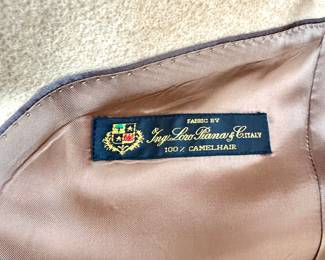 FABRIC BY
Ing. Loro Piana & C. ITALY
100% CAMELHAIR